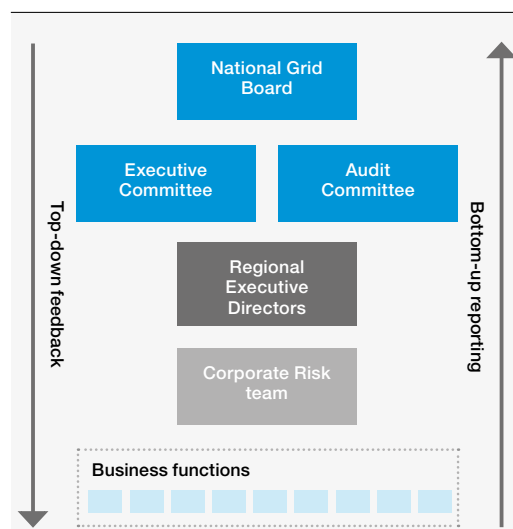 National Grid
Board
Executive
Committee
Audit
Committee
Top-down feedback
Bottom-up reporting
Regional
Executive
Directors
Corporate Risk
team
Business functions